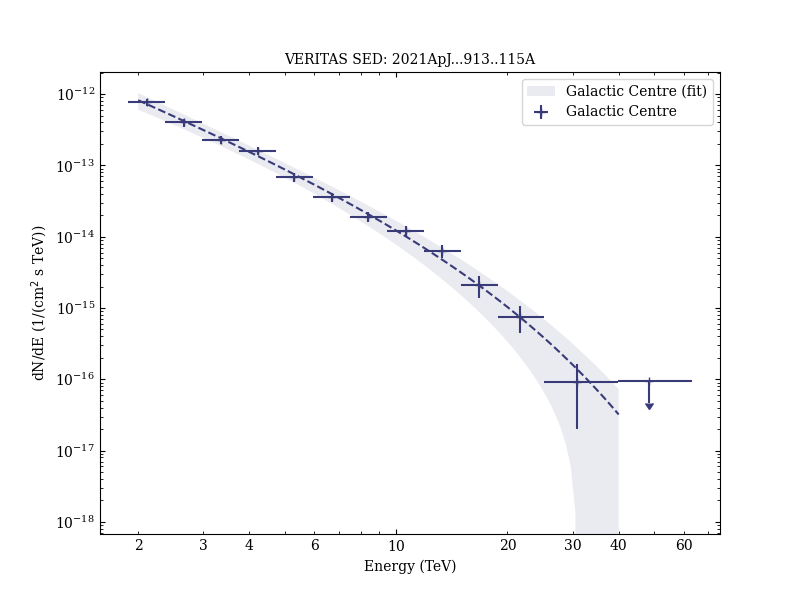 VERITAS SED: 2021ApJ...913..115A
Galactic Centre (fit)
Galactic Centre
dN/dE (1/(cm² s TeV))
10⁻¹²
10⁻¹³
10⁻¹⁴
10⁻¹⁵
10⁻¹⁶
10⁻¹⁷
10⁻¹⁸
2 3 4 6 10 20 30 40 60
Energy (TeV)